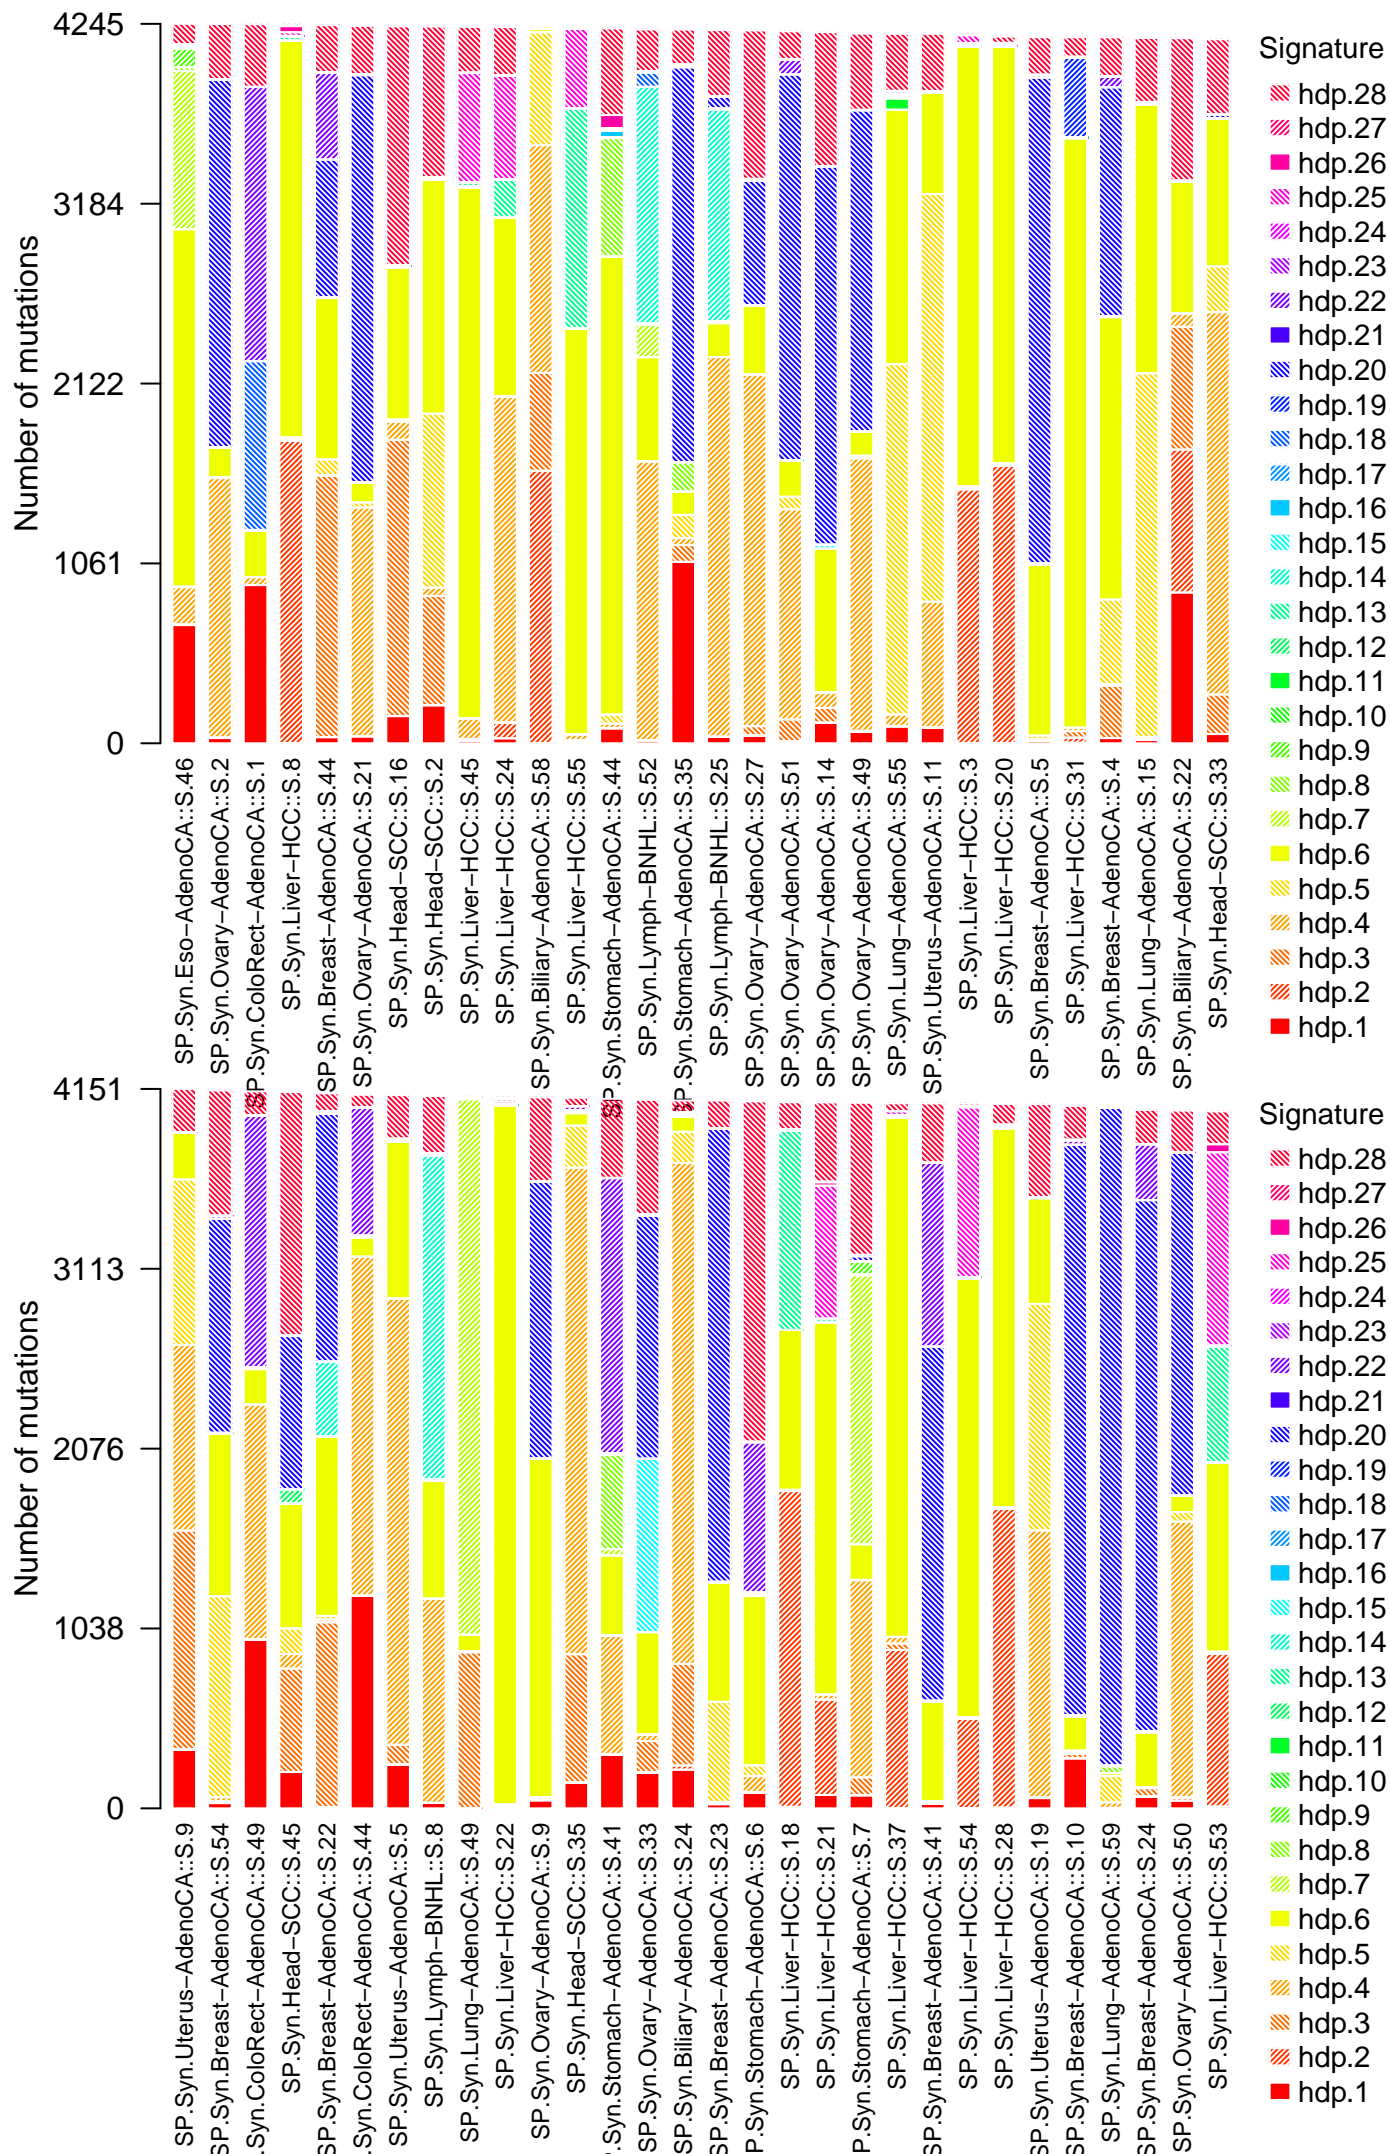 Number of mutations
4245
3184
2122
1061
0
SP.Syn.Eso−AdenoCA::S.46
SP.Syn.Ovary−AdenoCA::S.2
SP.Syn.ColoRect−AdenoCA::S.1
SP.Syn.Liver−HCC::S.8
SP.Syn.Breast−AdenoCA::S.44
SP.Syn.Ovary−AdenoCA::S.21
SP.Syn.Head−SCC::S.16
SP.Syn.Head−SCC::S.2
SP.Syn.Liver−HCC::S.45
SP.Syn.Liver−HCC::S.24
SP.Syn.Biliary−AdenoCA::S.58
SP.Syn.Liver−HCC::S.55
SP.Syn.Stomach−AdenoCA::S.44
SP.Syn.Lymph−BNHL::S.52
SP.Syn.Stomach−AdenoCA::S.35
SP.Syn.Lymph−BNHL::S.25
SP.Syn.Ovary−AdenoCA::S.27
SP.Syn.Ovary−AdenoCA::S.51
SP.Syn.Ovary−AdenoCA::S.14
SP.Syn.Ovary−AdenoCA::S.49
SP.Syn.Lung−AdenoCA::S.55
SP.Syn.Uterus−AdenoCA::S.11
SP.Syn.Liver−HCC::S.3
SP.Syn.Liver−HCC::S.20
SP.Syn.Breast−AdenoCA::S.5
SP.Syn.Liver−HCC::S.31
SP.Syn.Breast−AdenoCA::S.4
SP.Syn.Lung−AdenoCA::S.15
SP.Syn.Biliary−AdenoCA::S.22
SP.Syn.Head−SCC::S.33
Signature
hdp.28
hdp.27
hdp.26
hdp.25
hdp.24
hdp.23
hdp.22
hdp.21
hdp.20
hdp.19
hdp.18
hdp.17
hdp.16
hdp.15
hdp.14
hdp.13
hdp.12
hdp.11
hdp.10
hdp.9
hdp.8
hdp.7
hdp.6
hdp.5
hdp.4
hdp.3
hdp.2
hdp.1
Number of mutations
4151
3113
2076
1038
0
SP.Syn.Uterus−AdenoCA::S.9
SP.Syn.Breast−AdenoCA::S.54
.Syn.ColoRect−AdenoCA::S.49
SP.Syn.Head−SCC::S.45
SP.Syn.Breast−AdenoCA::S.22
.Syn.ColoRect−AdenoCA::S.44
SP.Syn.Uterus−AdenoCA::S.5
SP.Syn.Lymph−BNHL::S.8
SP.Syn.Lung−AdenoCA::S.49
SP.Syn.Liver−HCC::S.22
SP.Syn.Ovary−AdenoCA::S.9
SP.Syn.Head−SCC::S.35
.Syn.Stomach−AdenoCA::S.41
SP.Syn.Ovary−AdenoCA::S.33
SP.Syn.Biliary−AdenoCA::S.24
SP.Syn.Breast−AdenoCA::S.23
P.Syn.Stomach−AdenoCA::S.6
SP.Syn.Liver−HCC::S.18
SP.Syn.Liver−HCC::S.21
P.Syn.Stomach−AdenoCA::S.7
SP.Syn.Liver−HCC::S.37
SP.Syn.Breast−AdenoCA::S.41
SP.Syn.Liver−HCC::S.54
SP.Syn.Liver−HCC::S.28
SP.Syn.Uterus−AdenoCA::S.19
SP.Syn.Breast−AdenoCA::S.10
SP.Syn.Lung−AdenoCA::S.59
SP.Syn.Breast−AdenoCA::S.24
SP.Syn.Ovary−AdenoCA::S.50
SP.Syn.Liver−HCC::S.53
Signature
hdp.28
hdp.27
hdp.26
hdp.25
hdp.24
hdp.23
hdp.22
hdp.21
hdp.20
hdp.19
hdp.18
hdp.17
hdp.16
hdp.15
hdp.14
hdp.13
hdp.12
hdp.11
hdp.10
hdp.9
hdp.8
hdp.7
hdp.6
hdp.5
hdp.4
hdp.3
hdp.2
hdp.1